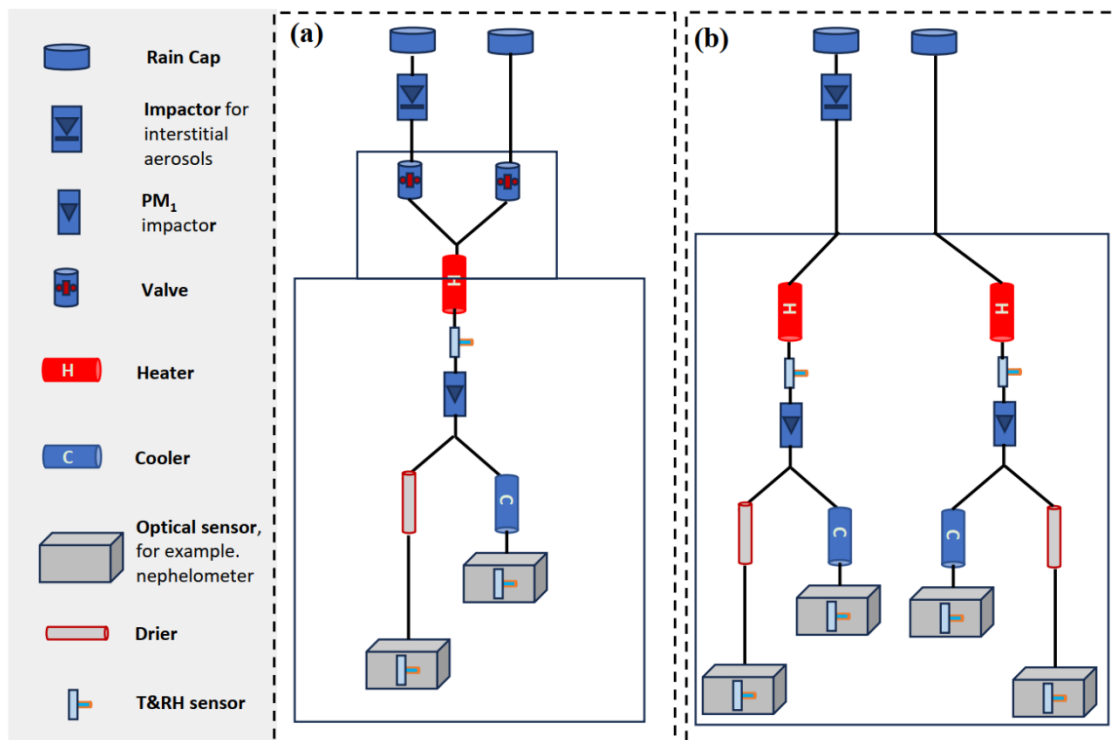 Rain Cap
Impactor for
interstitial
aerosols
PM1
impactor
Valve
H
Heater
C
Cooler
Optical sensor,
for example.
nephelometer
Drier
T&RH sensor
(a)
H
C
(b)
H
H
C
C